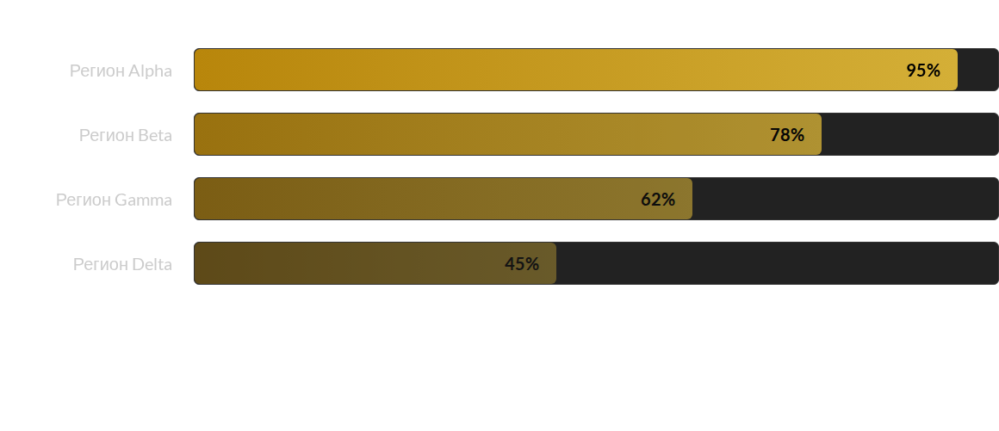 Регион Alpha 95%
Регион Beta 78%
Регион Gamma 62%
Регион Delta 45%